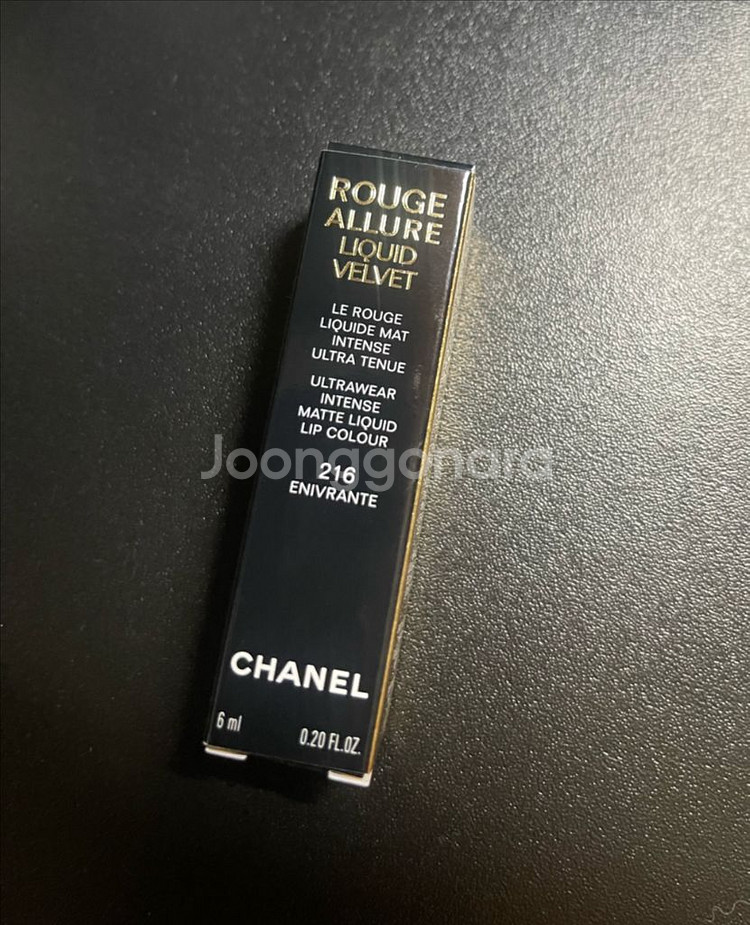 ROUGE
ALLURE
LIQUID
VELVET
LE ROUGE
LIQUIDE MAT
INTENSE
ULTRA TENUE
ULTRAWEAR
INTENSE
MATTE LIQUID
LIP COLOUR
Joonggonara
216
ENIVRANTE
CHANEL
6 ml 0.20 FL.OZ.